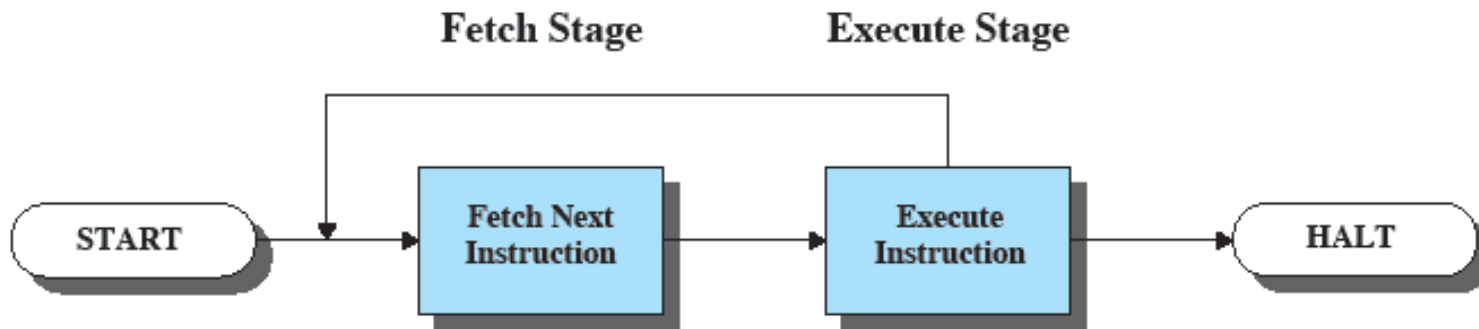 Fetch Stage
Execute Stage
START
Fetch Next
Instruction
Execute
Instruction
HALT